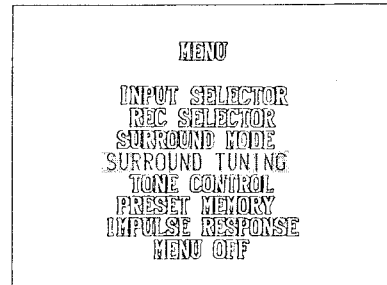 MENU
INPUT SELECTOR
REC SELECTOR
SURROUND MODE
SURROUND TUNING
TONE CONTROL
PRESET MEMORY
IMPULSE RESPONSE
MENU OFF